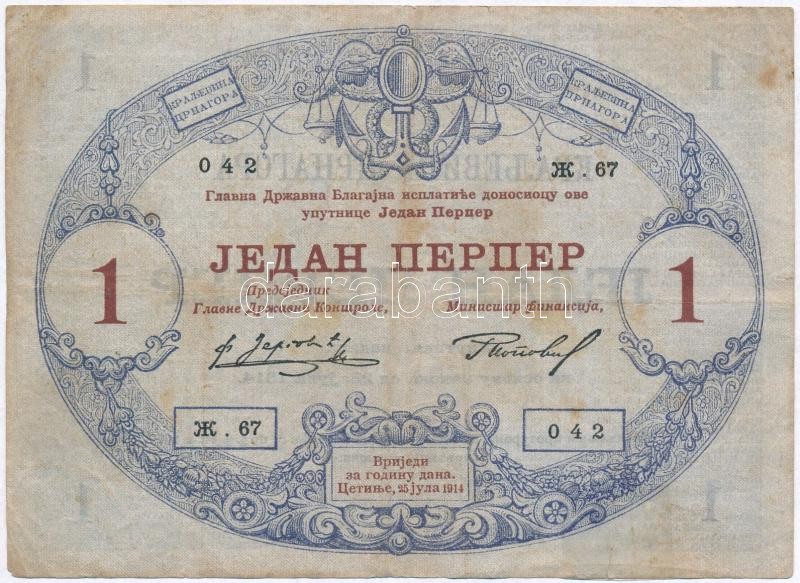 КРАЉЕВИНА
ЦРНАГОРА
КРАЉЕВИНА
ЦРНАГОРА
042
Ж . 67
Главна Државна Благајна исплатиће доносиоцу ове
упутнице Један Перпер
1
ЈЕДАН ПЕРПЕР
1
Предсједник
Главне Државне Контроле,
Министар Финансија,
darabanth
Ж . 67
042
Вриједи
за годину дана.
Цетиње, 25 јула 1914